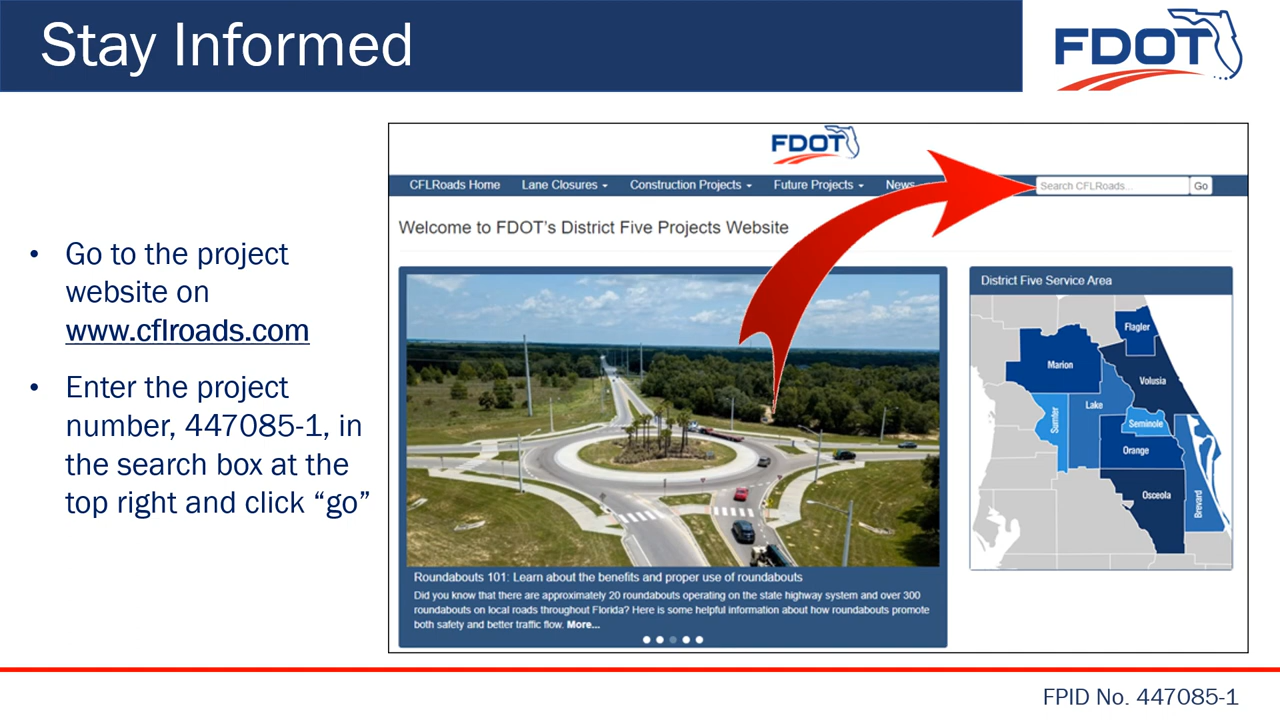 Stay Informed
FDOT
• Go to the project
website on
www.cflroads.com
• Enter the project
number, 447085-1, in
the search box at the
top right and click “go”
FDOT
CFLRoads Home Lane Closures Construction Projects Future Projects News Search CFLRoads... Go
Welcome to FDOT's District Five Projects Website
District Five Service Area
Flagler
Marion
Volusia
Lake
Sumter
Seminole
Orange
Osceola
Brevard
Roundabouts 101: Learn about the benefits and proper use of roundabouts
Did you know that there are approximately 20 roundabouts operating on the state highway system and over 300
roundabouts on local roads throughout Florida? Here is some helpful information about how roundabouts promote
both safety and better traffic flow. More...
FPID No. 447085-1